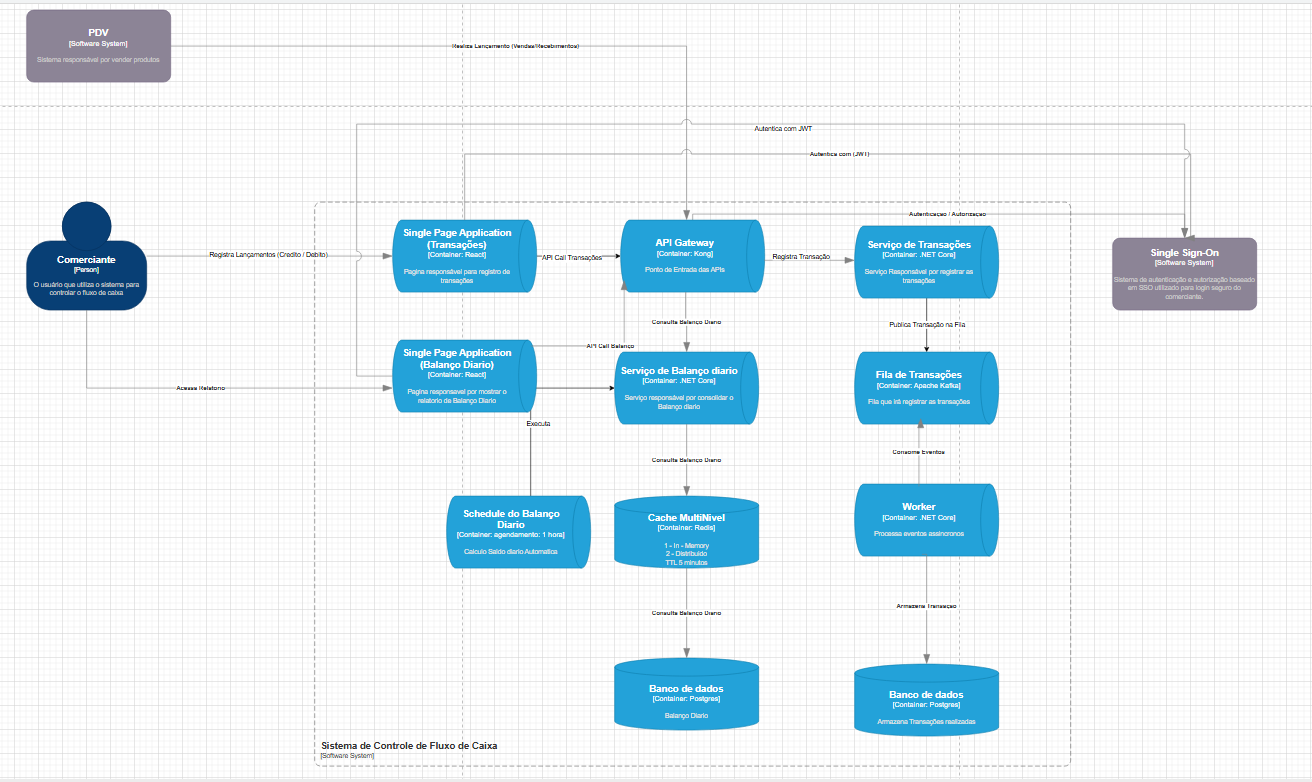 PDV
[Software System]
Sistema responsável por vender produtos
Realiza Lançamento (Vendas/Recebimentos)
Autentica com JWT
Autentica com (JWT)
Autenticação / Autorização
Comerciante
[Person]
O usuário que utiliza o sistema para
controlar o fluxo de caixa
Registra Lançamentos (Credito / Debito)
Single Page Application
(Transações)
[Container: React]
Pagina responsável para registro de
transações
API Call Transações
API Gateway
[Container: Kong]
Ponto de Entrada das APIs
Registra Transação
Serviço de Transações
[Container: .NET Core]
Serviço Responsável por registrar as
transações
Single Sign-On
[Software System]
Sistema de autenticação e autorização baseado
em SSO utilizado para login seguro do
comerciante.
Consulta Balanço Diario
Publica Transação na Fila
API Call Balanço
Acessa Relatorio
Single Page Application
(Balanço Diario)
[Container: React]
Pagina responsavel por mostrar o
relatorio de Balanço Diario
Serviço de Balanço diario
[Container: .NET Core]
Serviço responsável por consolidar o
Balanço diario
Fila de Transações
[Container: Apache Kafka]
Fila que irá registrar as transações
Executa
Consulta Balanço Diario
Consome Eventos
Schedule do Balanço
Diario
[Container: agendamento: 1 hora]
Calculo Saldo diario Automatica
Cache MultiNivel
[Container: Redis]
1 - In - Memory
2 - Distribuido
TTL 5 minutos
Worker
[Container: .NET Core]
Processa eventos assincronos
Consulta Balanço Diario
Armazena Transação
Banco de dados
[Container: Postgres]
Balanço Diario
Banco de dados
[Container: Postgres]
Armazena Transações realizadas
Sistema de Controle de Fluxo de Caixa
[Software System]